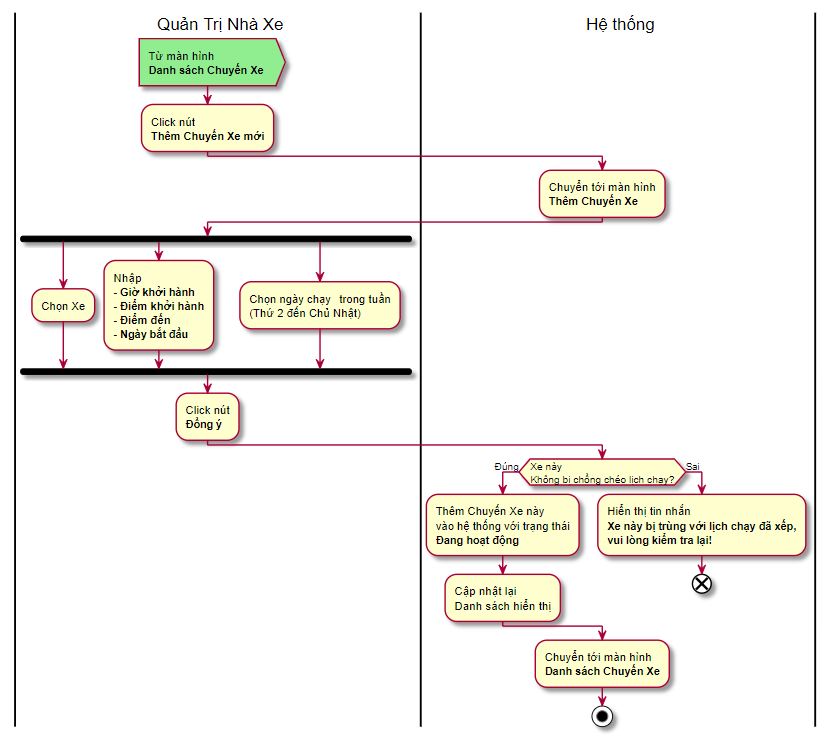 Quản Trị Nhà Xe
Hệ thống
Từ màn hình
Danh sách Chuyến Xe
Click nút
Thêm Chuyến Xe mới
Chuyển tới màn hình
Thêm Chuyến Xe
Chọn Xe
Nhập
- Giờ khởi hành
- Điểm khởi hành
- Điểm đến
- Ngày bắt đầu
Chọn ngày chạy trong tuần
(Thứ 2 đến Chủ Nhật)
Click nút
Đồng ý
Đúng
Xe này
Không bị chồng chéo lịch chạy?
Sai
Thêm Chuyến Xe này
vào hệ thống với trạng thái
Đang hoạt động
Hiển thị tin nhắn
Xe này bị trùng với lịch chạy đã xếp,
vui lòng kiểm tra lại!
Cập nhật lại
Danh sách hiển thị
Chuyển tới màn hình
Danh sách Chuyến Xe